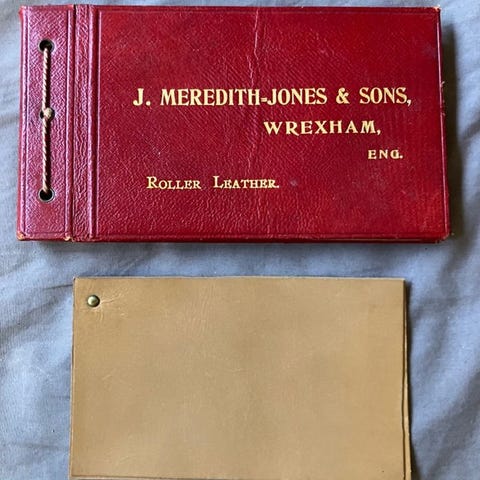 J. MEREDITH-JONES & SONS,
WREXHAM,
ENG.
ROLLER LEATHER.